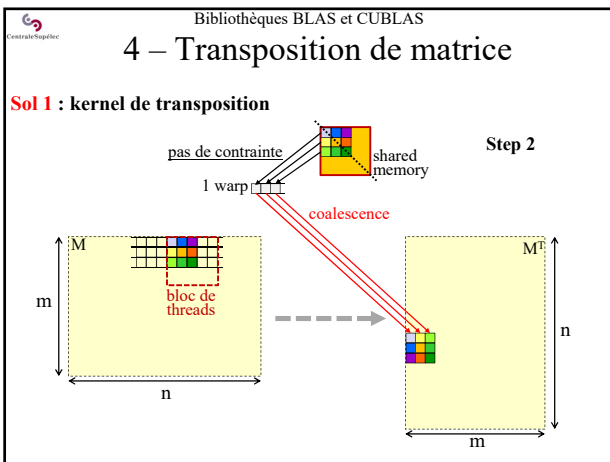 CentraleSupélec
Bibliothèques BLAS et CUBLAS
4 – Transposition de matrice
Sol 1 : kernel de transposition
Step 2
pas de contrainte
shared
memory
1 warp
coalescence
M
M^T
bloc de
threads
m
n
n
m